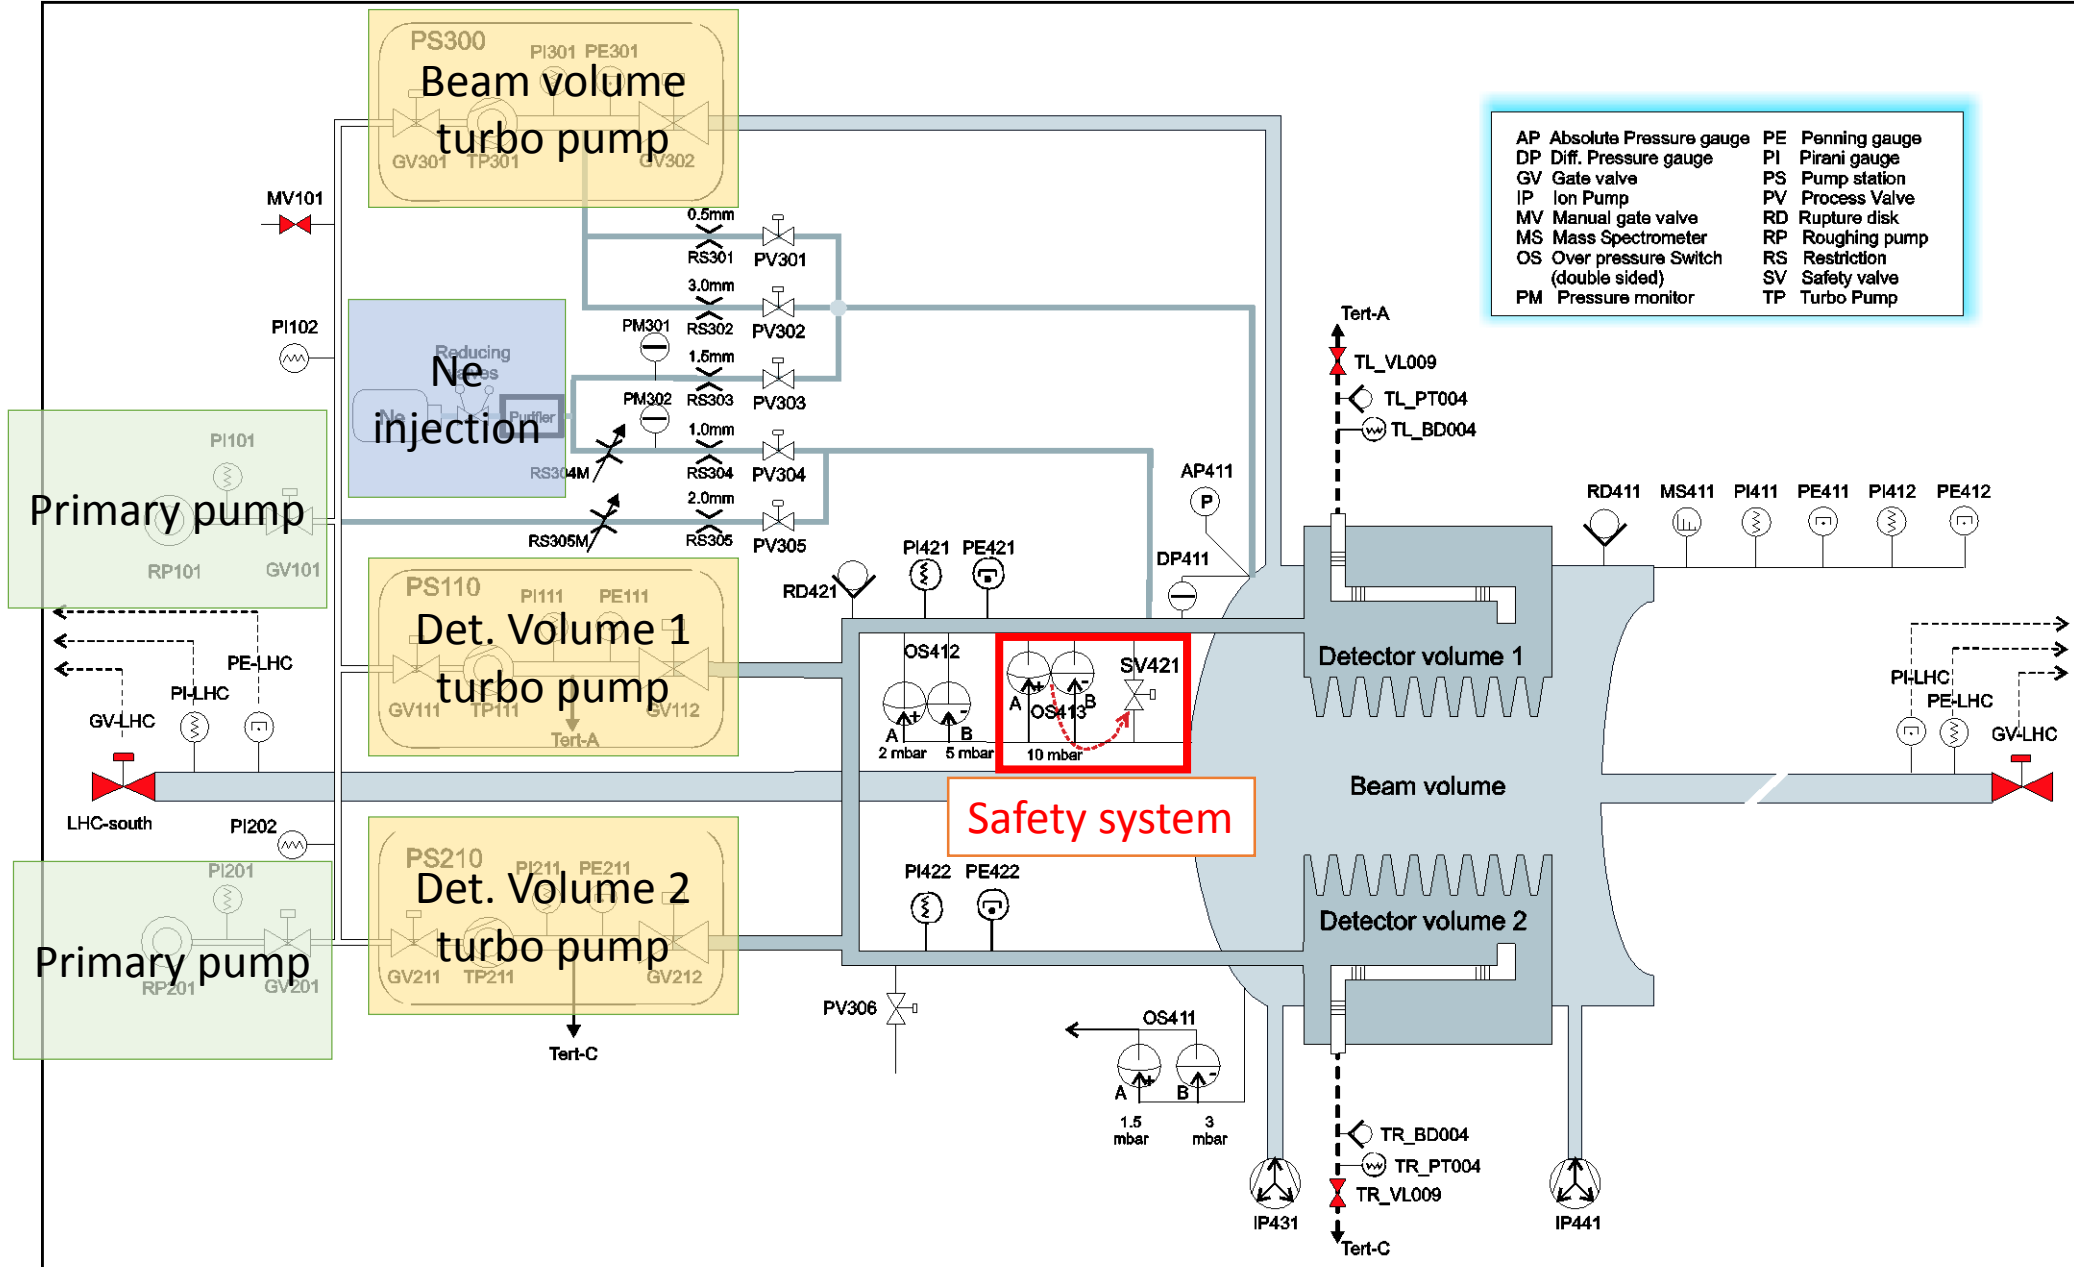 PS300
PI301 PE301
Beam volume
turbo pump
GV301 TP301 GV302
MV101
0.5mm
RS301 PV301
3.0mm
RS302 PV302
PI102
PM301
1.5mm
RS303 PV303
PM302
1.0mm
RS304 PV304
RS304M
2.0mm
RS305 PV305
RS305M
Reducing
valves
Ne
Purifier
Ne
injection
PI101
Primary pump
RP101 GV101
PS110
PI111 PE111
Det. Volume 1
turbo pump
GV111 TP111 GV112
Tert-A
PE-LHC
PI-LHC
GV-LHC
LHC-south
PI202
PI201
Primary pump
RP201 GV201
PS210
PI211 PE211
Det. Volume 2
turbo pump
GV211 TP211 GV212
Tert-C
AP Absolute Pressure gauge PE Penning gauge
DP Diff. Pressure gauge PI Pirani gauge
GV Gate valve PS Pump station
IP Ion Pump PV Process Valve
MV Manual gate valve RD Rupture disk
MS Mass Spectrometer RP Roughing pump
OS Over pressure Switch RS Restriction
(double sided) SV Safety valve
PM Pressure monitor TP Turbo Pump
Tert-A
TL_VL009
TL_PT004
TL_BD004
AP411
P
DP411
RD421
PI421 PE421
RD411 MS411 PI411 PE411 PI412 PE412
OS412
A B
2 mbar 5 mbar
SV421
A B
OS413
10 mbar
Safety system
Detector volume 1
Beam volume
Detector volume 2
PI-LHC
PE-LHC
GV-LHC
PI422 PE422
PV306
OS411
A B
1.5
mbar
3
mbar
IP431
IP441
TR_BD004
TR_PT004
TR_VL009
Tert-C